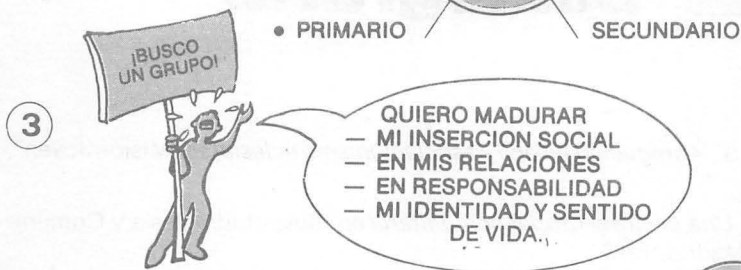 • PRIMARIO
SECUNDARIO
¡BUSCO
UN GRUPO!
3
QUIERO MADURAR
— MI INSERCION SOCIAL
— EN MIS RELACIONES
— EN RESPONSABILIDAD
— MI IDENTIDAD Y SENTIDO
DE VIDA..